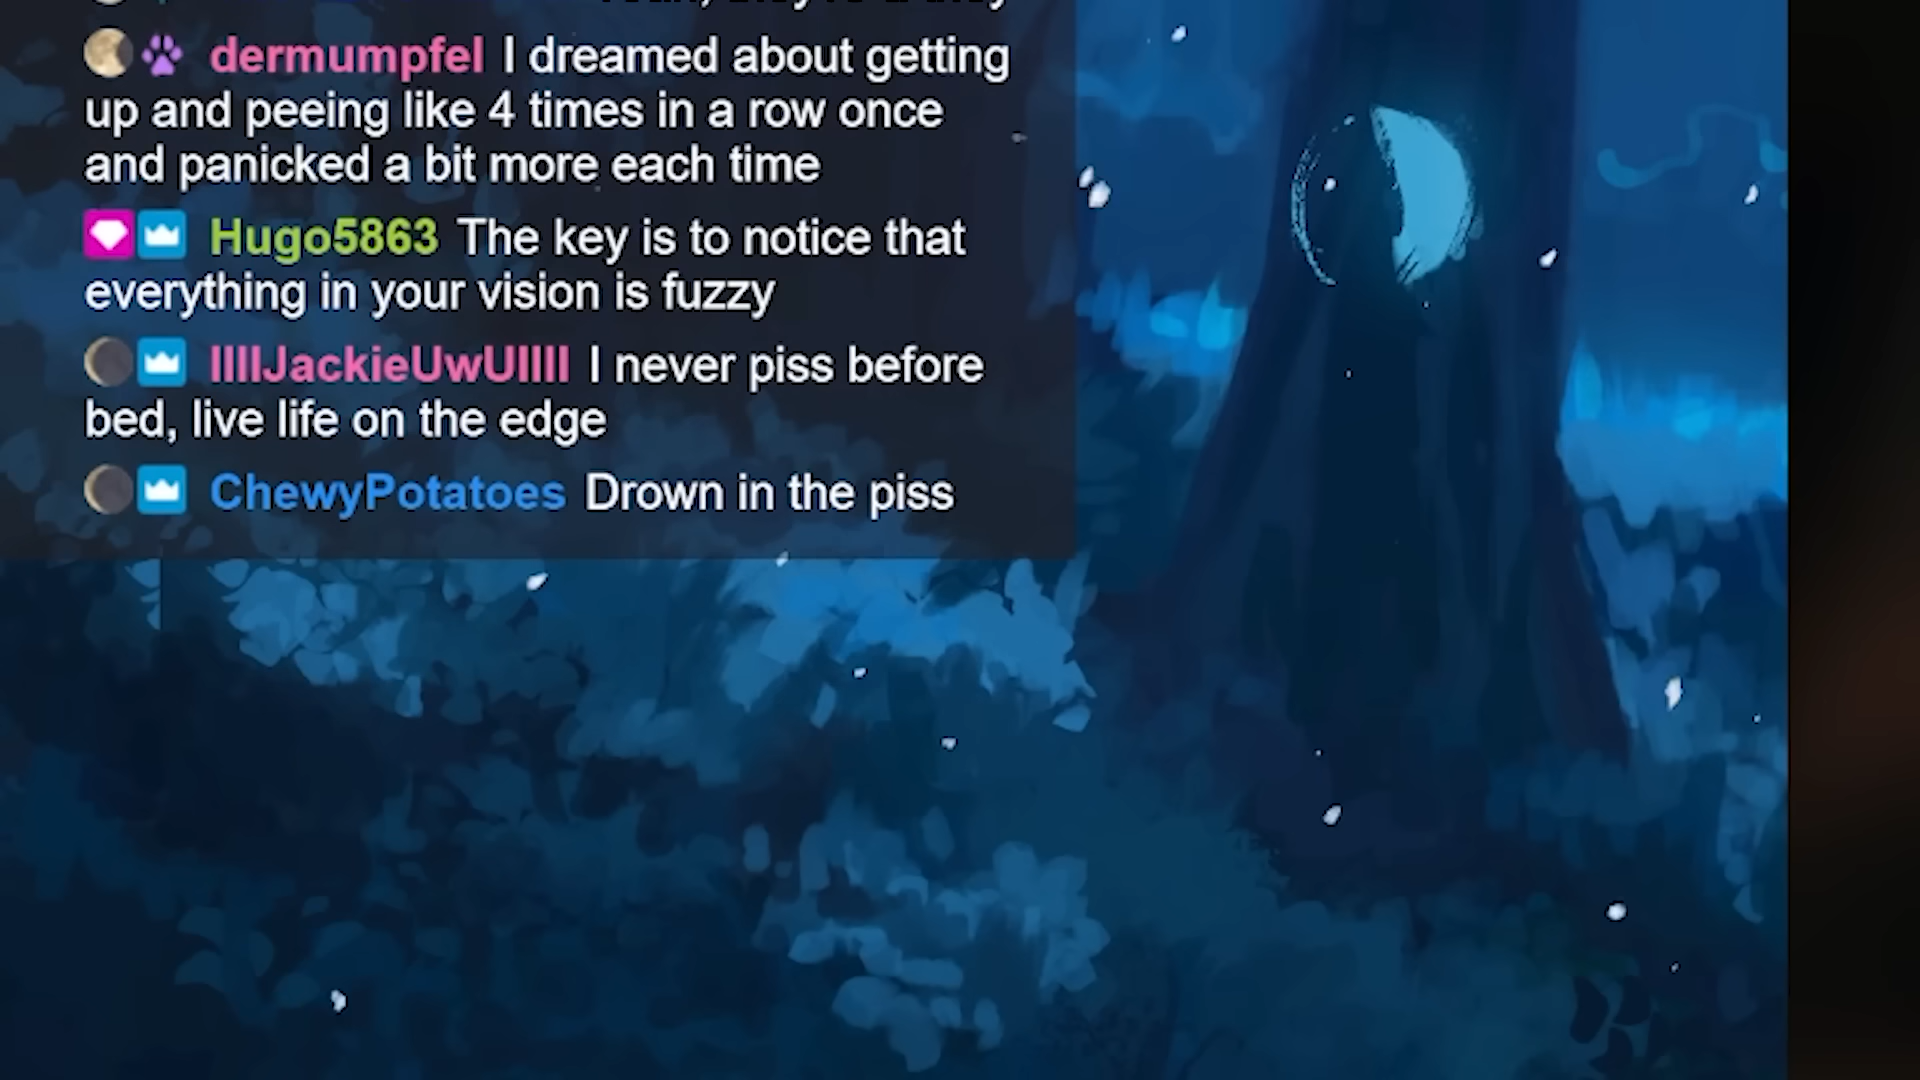 dermumpfel I dreamed about getting
up and peeing like 4 times in a row once
and panicked a bit more each time
Hugo5863 The key is to notice that
everything in your vision is fuzzy
IIIIJackieUwUIIII I never piss before
bed, live life on the edge
ChewyPotatoes Drown in the piss